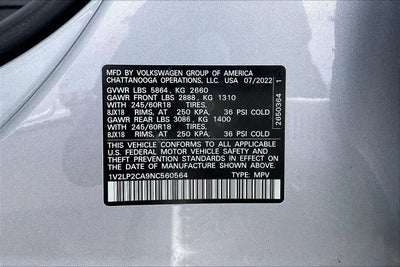 MFD BY VOLKSWAGEN GROUP OF AMERICA
CHATTANOOGA OPERATIONS, LLC. USA 07/2022
GVWR LBS 5864, KG 2660
GAWR FRONT LBS 2888, KG 1310
WITH 245/60R18 TIRES,
8JX18 RIMS, AT 250 KPA, 36 PSI COLD
GAWR REAR LBS 3086, KG 1400
WITH 245/60R18 TIRES,
8JX18 RIMS, AT 250 KPA, 36 PSI COLD
THIS VEHICLE CONFORMS TO ALL APPLICABLE
FEDERAL MOTOR VEHICLE SAFETY, BUMPER, AND
THEFT PREVENTION STANDARDS IN EFFECT ON
THE DATE OF MANUFACTURE SHOWN ABOVE.
1V2LP2CA9NC560564 TYPE: MPV
2650364 1